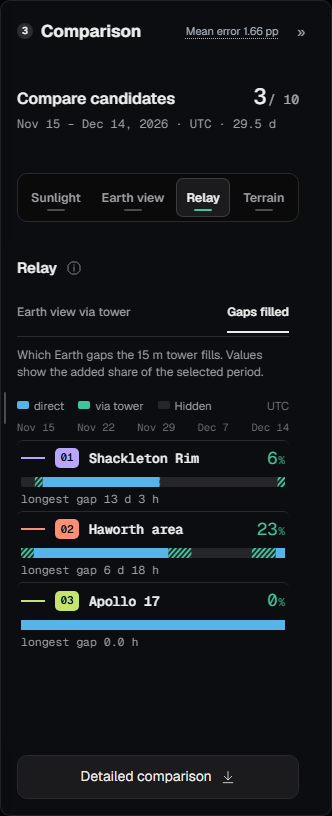 3 Comparison Mean error 1.66 pp »
Compare candidates 3 / 10
Nov 15 – Dec 14, 2026 · UTC · 29.5 d
Sunlight Earth view Relay Terrain
Relay
Earth view via tower Gaps filled
Which Earth gaps the 15 m tower fills. Values
show the added share of the selected period.
direct via tower Hidden UTC
Nov 15 Nov 22 Nov 29 Dec 7 Dec 14
01 Shackleton Rim 6%
longest gap 13 d 3 h
02 Haworth area 23%
longest gap 6 d 18 h
03 Apollo 17 0%
longest gap 0.0 h
Detailed comparison